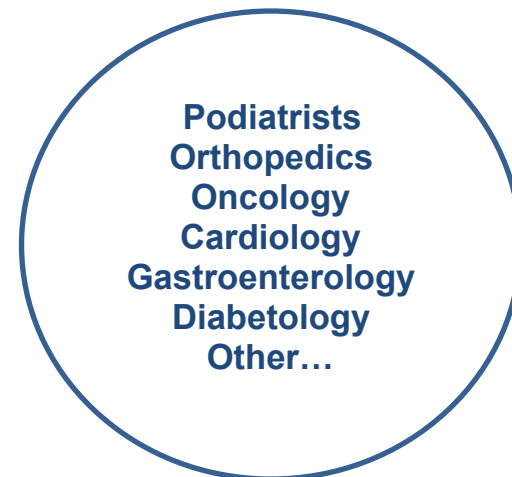 Podiatrists
Orthopedics
Oncology
Cardiology
Gastroenterology
Diabetology
Other…